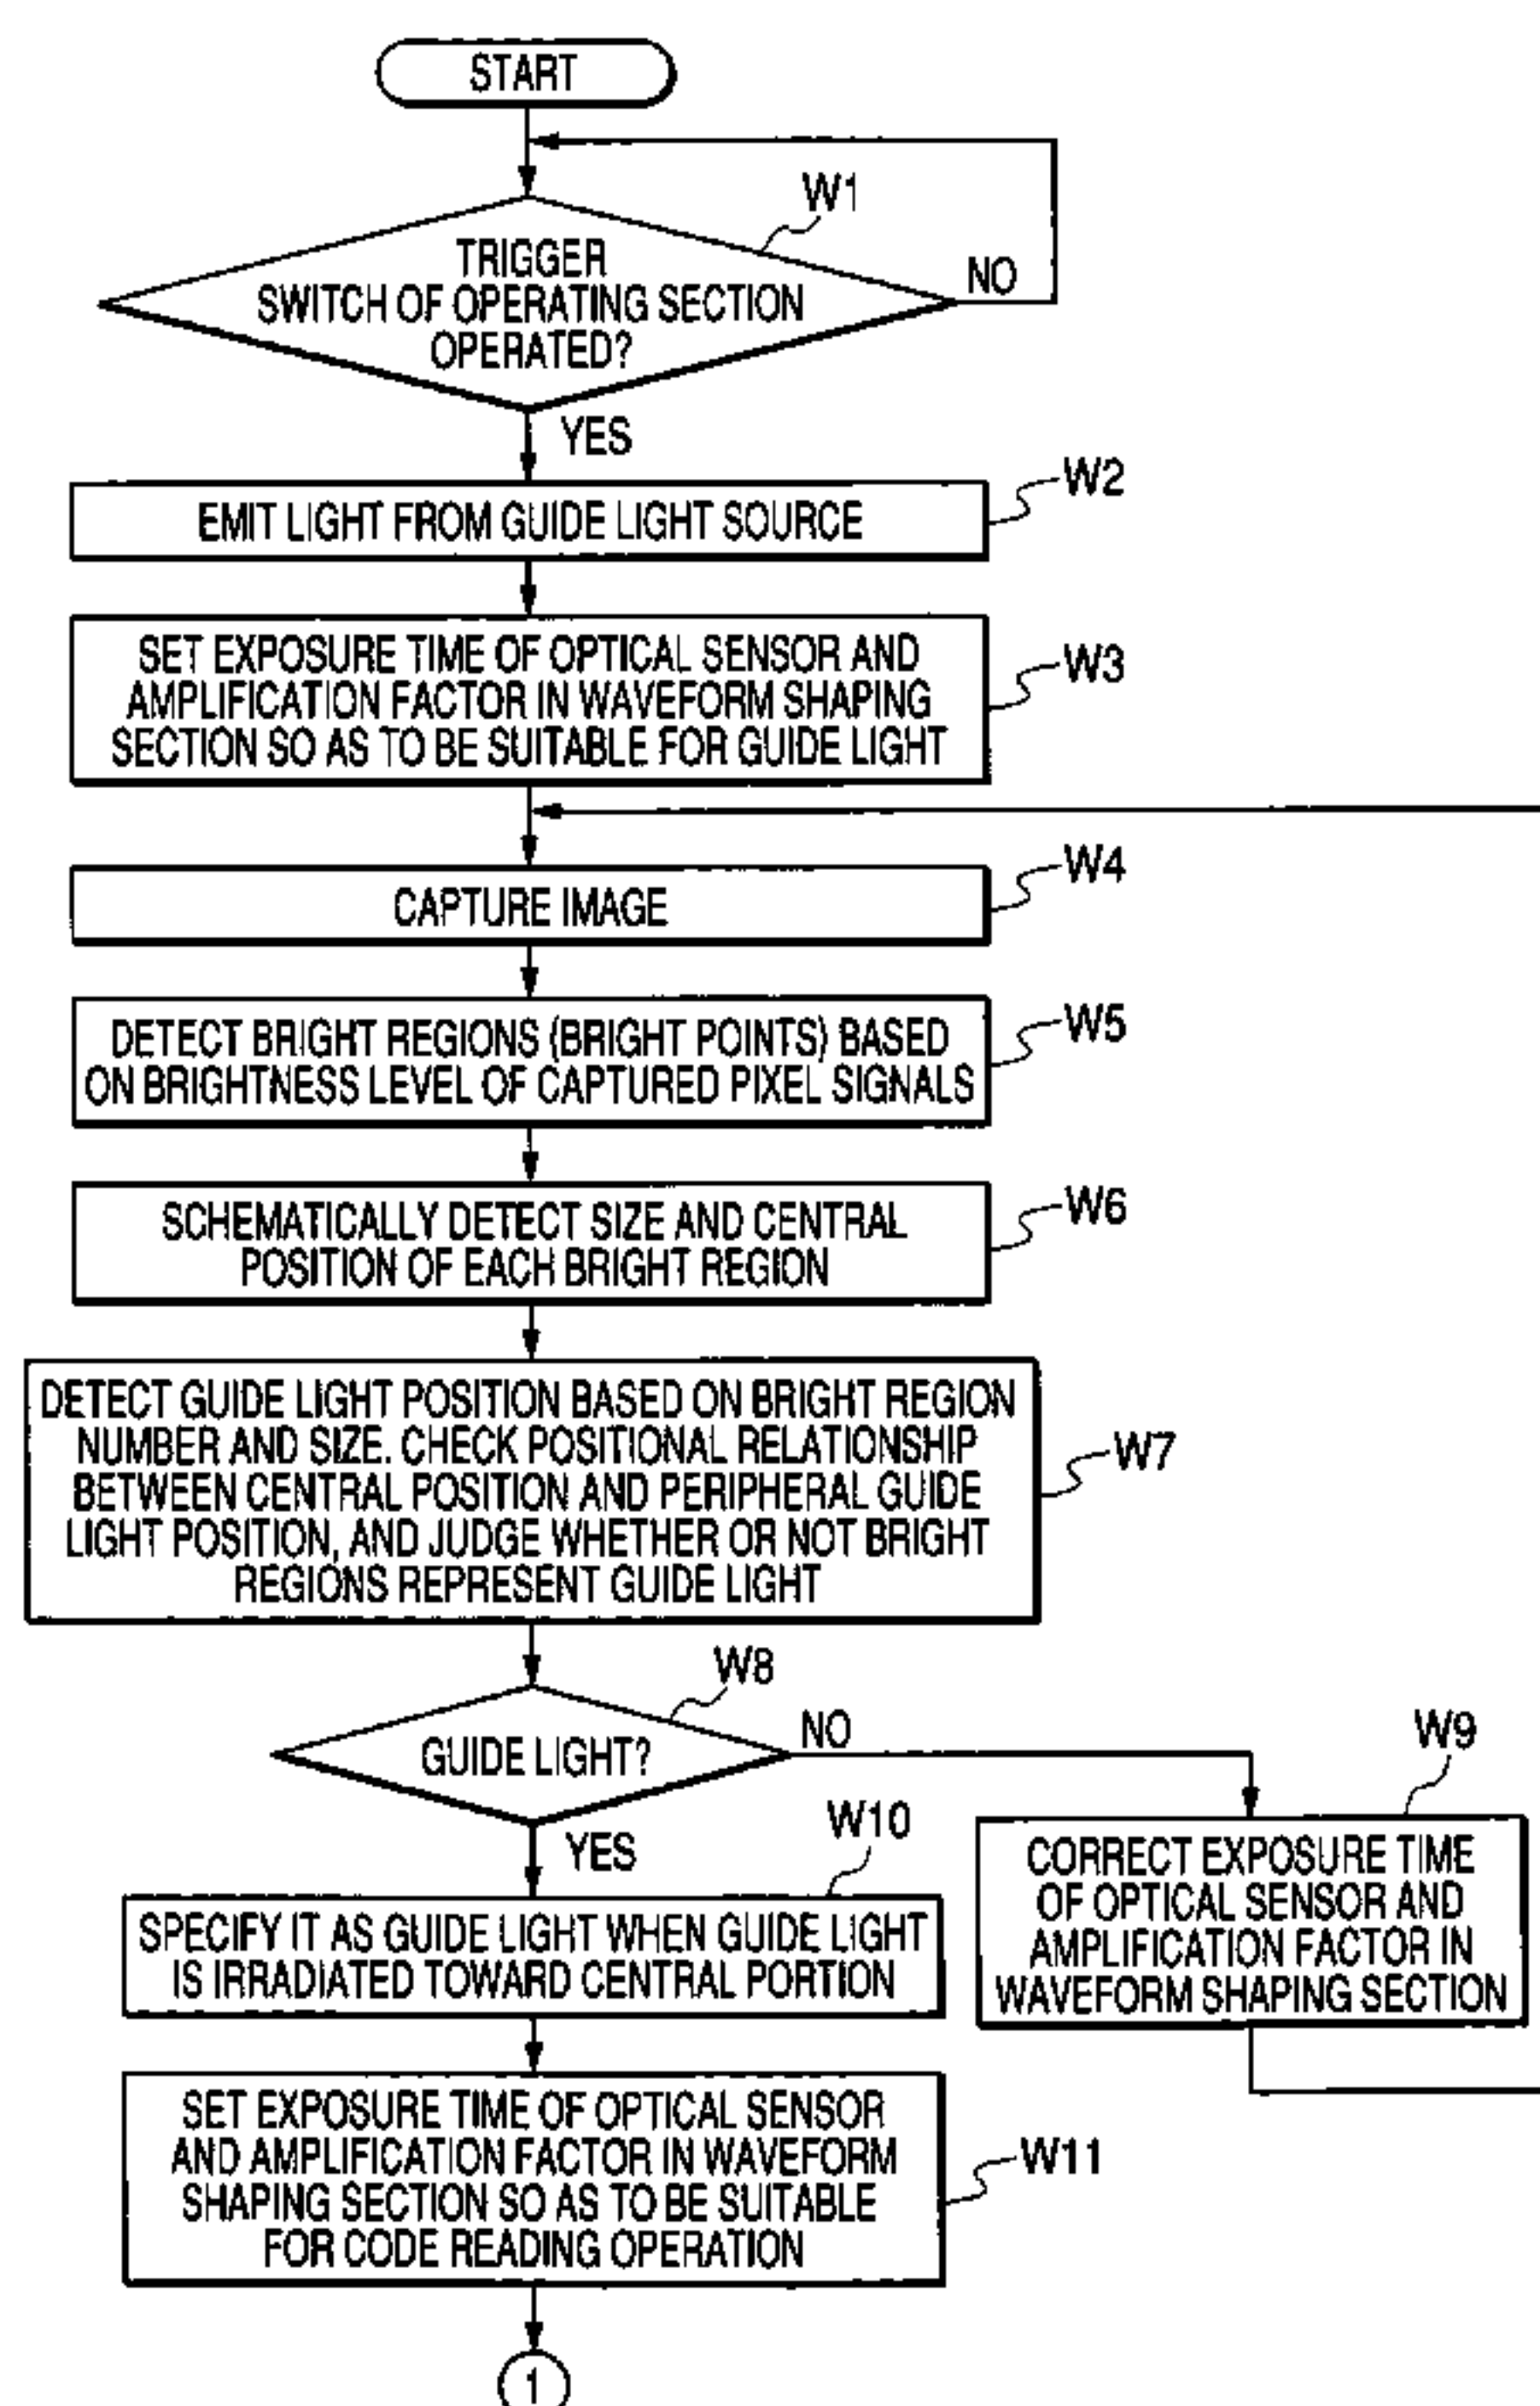 START
W1
TRIGGER
SWITCH OF OPERATING SECTION
OPERATED?
NO
YES
W2
EMIT LIGHT FROM GUIDE LIGHT SOURCE
SET EXPOSURE TIME OF OPTICAL SENSOR AND
AMPLIFICATION FACTOR IN WAVEFORM SHAPING
SECTION SO AS TO BE SUITABLE FOR GUIDE LIGHT
W3
W4
CAPTURE IMAGE
W5
DETECT BRIGHT REGIONS (BRIGHT POINTS) BASED
ON BRIGHTNESS LEVEL OF CAPTURED PIXEL SIGNALS
W6
SCHEMATICALLY DETECT SIZE AND CENTRAL
POSITION OF EACH BRIGHT REGION
DETECT GUIDE LIGHT POSITION BASED ON BRIGHT REGION
NUMBER AND SIZE. CHECK POSITIONAL RELATIONSHIP
BETWEEN CENTRAL POSITION AND PERIPHERAL GUIDE
LIGHT POSITION, AND JUDGE WHETHER OR NOT BRIGHT
REGIONS REPRESENT GUIDE LIGHT
W7
W8
GUIDE LIGHT?
NO
YES
W9
CORRECT EXPOSURE TIME
OF OPTICAL SENSOR AND
AMPLIFICATION FACTOR IN
WAVEFORM SHAPING SECTION
W10
SPECIFY IT AS GUIDE LIGHT WHEN GUIDE LIGHT
IS IRRADIATED TOWARD CENTRAL PORTION
SET EXPOSURE TIME OF OPTICAL SENSOR
AND AMPLIFICATION FACTOR IN WAVEFORM
SHAPING SECTION SO AS TO BE SUITABLE
FOR CODE READING OPERATION
W11
1